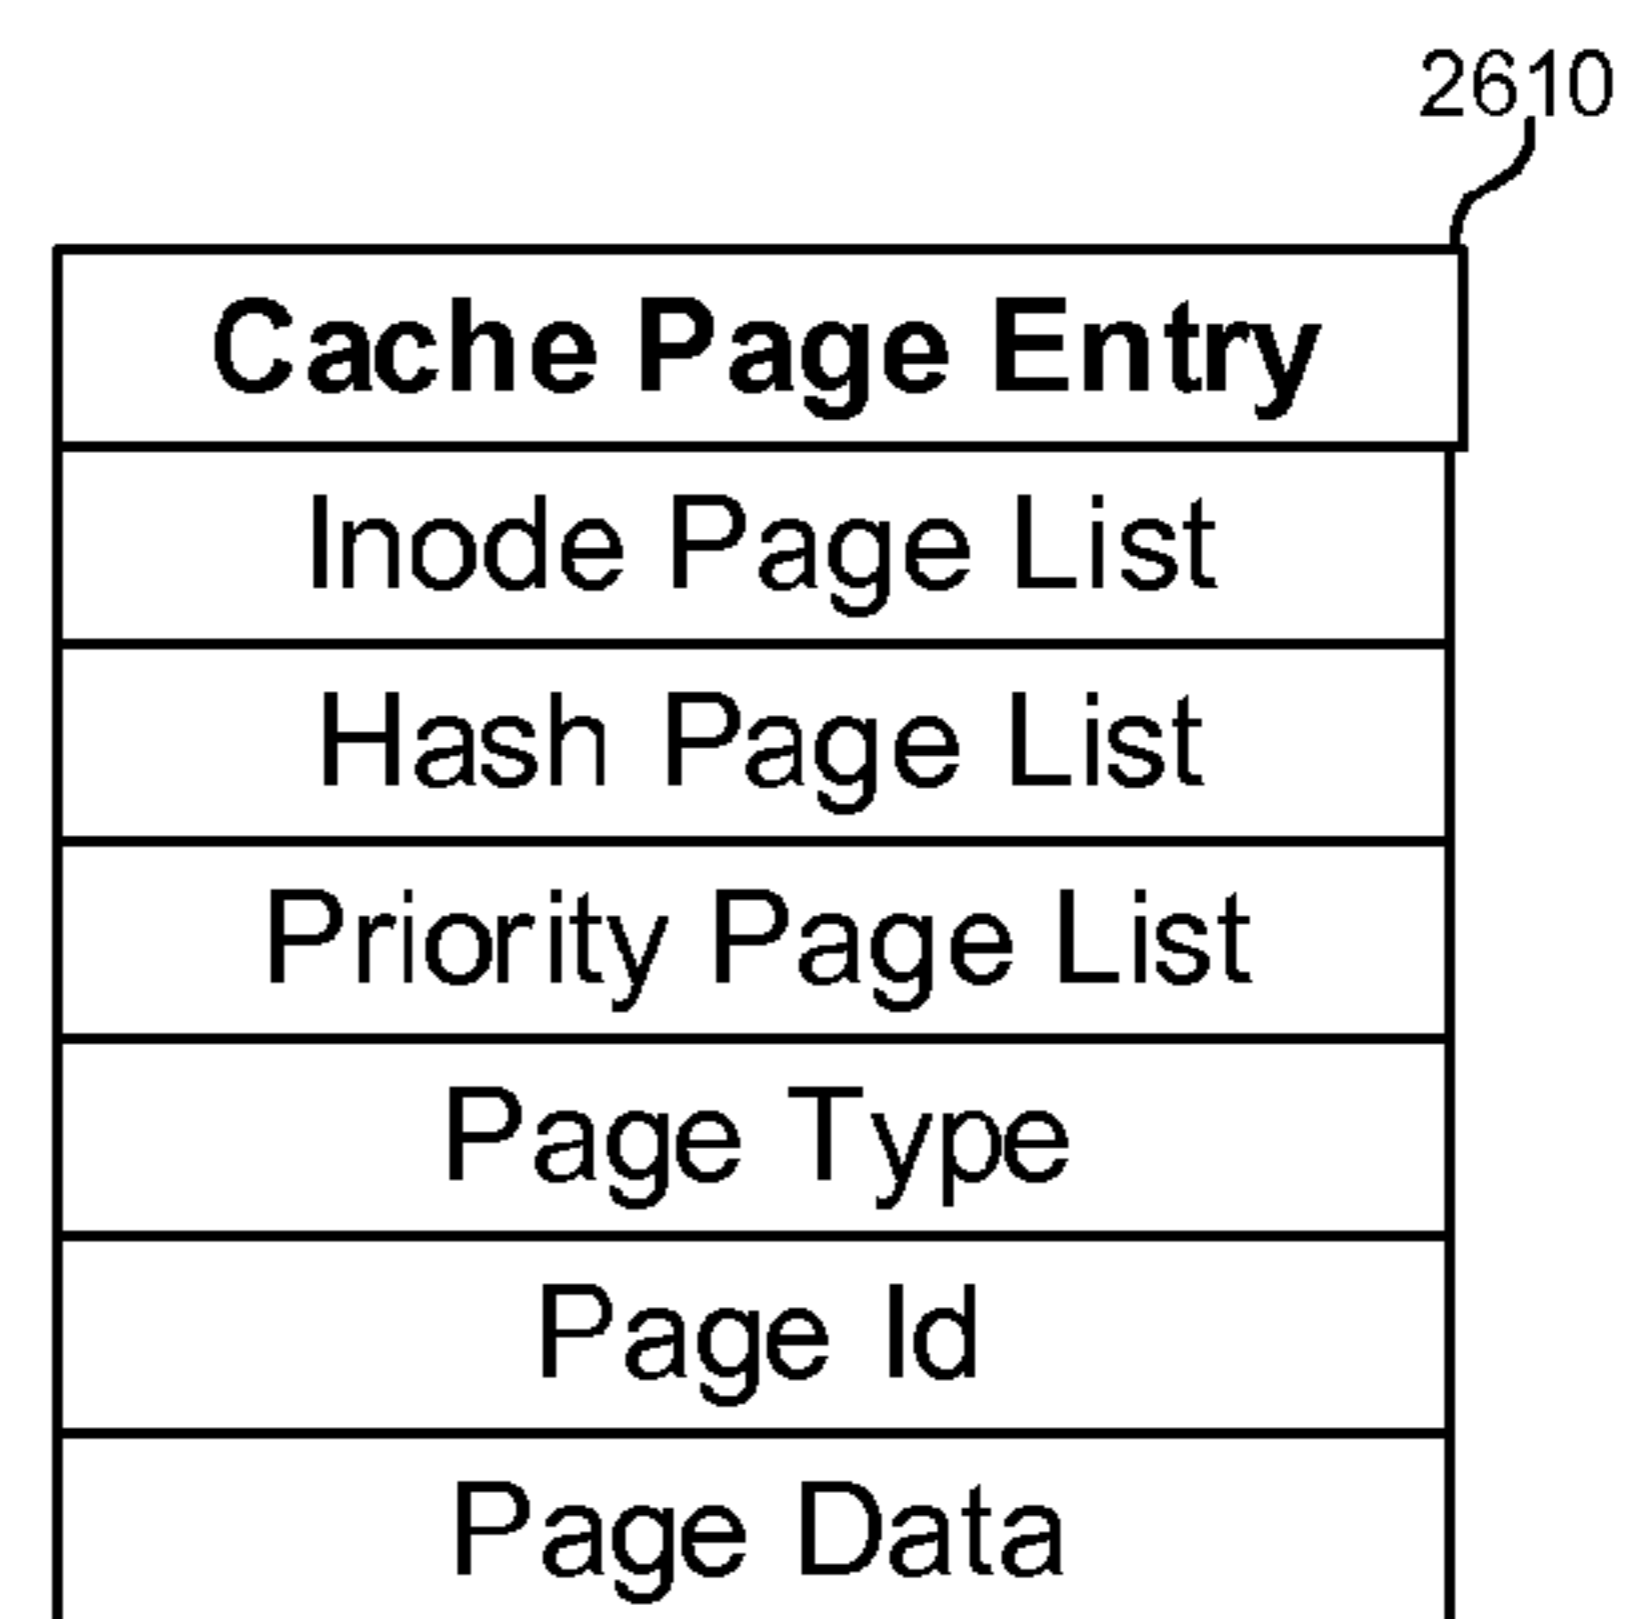 2610
Cache Page Entry
Inode Page List
Hash Page List
Priority Page List
Page Type
Page Id
Page Data